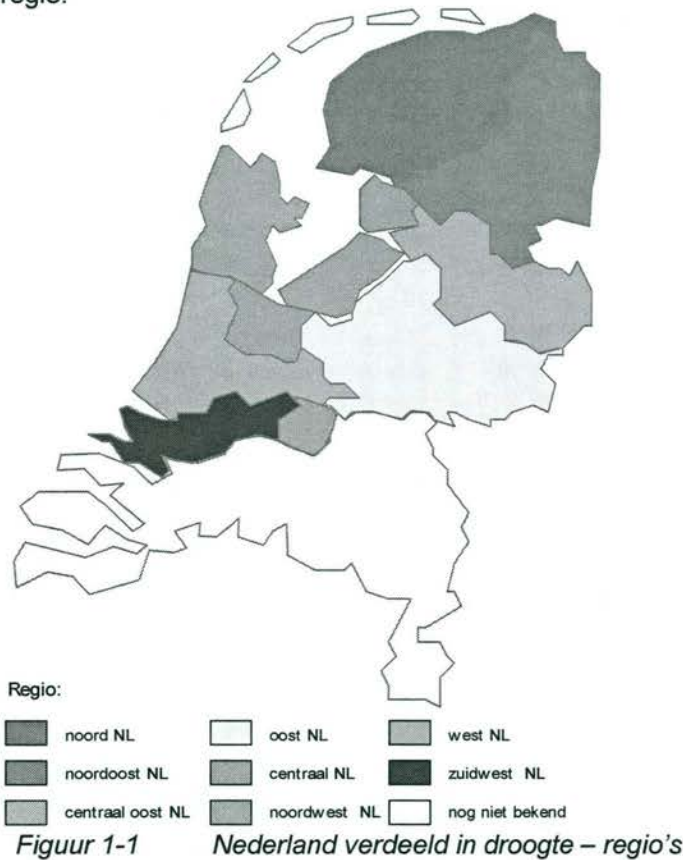 regio.
Regio:
noord NL oost NL west NL
noordoost NL centraal NL zuidwest NL
centraal oost NL noordwest NL nog niet bekend
Figuur 1-1 Nederland verdeeld in droogte – regio's